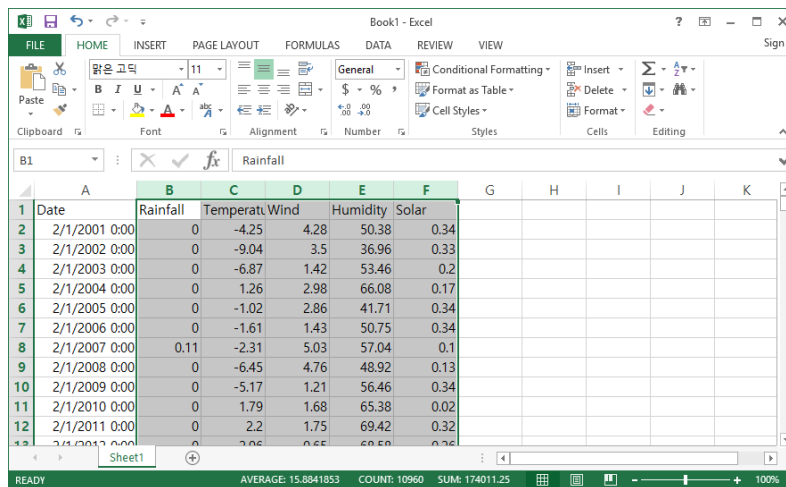 Book1 - Excel
FILE HOME INSERT PAGE LAYOUT FORMULAS DATA REVIEW VIEW Sign
Paste
맑은 고딕 11
B I U
General
$ % ,
Conditional Formatting
Format as Table
Cell Styles
Insert
Delete
Format
Clipboard Font Alignment Number Styles Cells Editing
B1 fx Rainfall
A B C D E F G H I J K
1 Date Rainfall Temperatu Wind Humidity Solar
2 2/1/2001 0:00 0 -4.25 4.28 50.38 0.34
3 2/1/2002 0:00 0 -9.04 3.5 36.96 0.33
4 2/1/2003 0:00 0 -6.87 1.42 53.46 0.2
5 2/1/2004 0:00 0 1.26 2.98 66.08 0.17
6 2/1/2005 0:00 0 -1.02 2.86 41.71 0.34
7 2/1/2006 0:00 0 -1.61 1.43 50.75 0.34
8 2/1/2007 0:00 0.11 -2.31 5.03 57.04 0.1
9 2/1/2008 0:00 0 -6.45 4.76 48.92 0.13
10 2/1/2009 0:00 0 -5.17 1.21 56.46 0.34
11 2/1/2010 0:00 0 1.79 1.68 65.38 0.02
12 2/1/2011 0:00 0 2.2 1.75 69.42 0.32
Sheet1
READY AVERAGE: 15.8841853 COUNT: 10960 SUM: 174011.25 100%